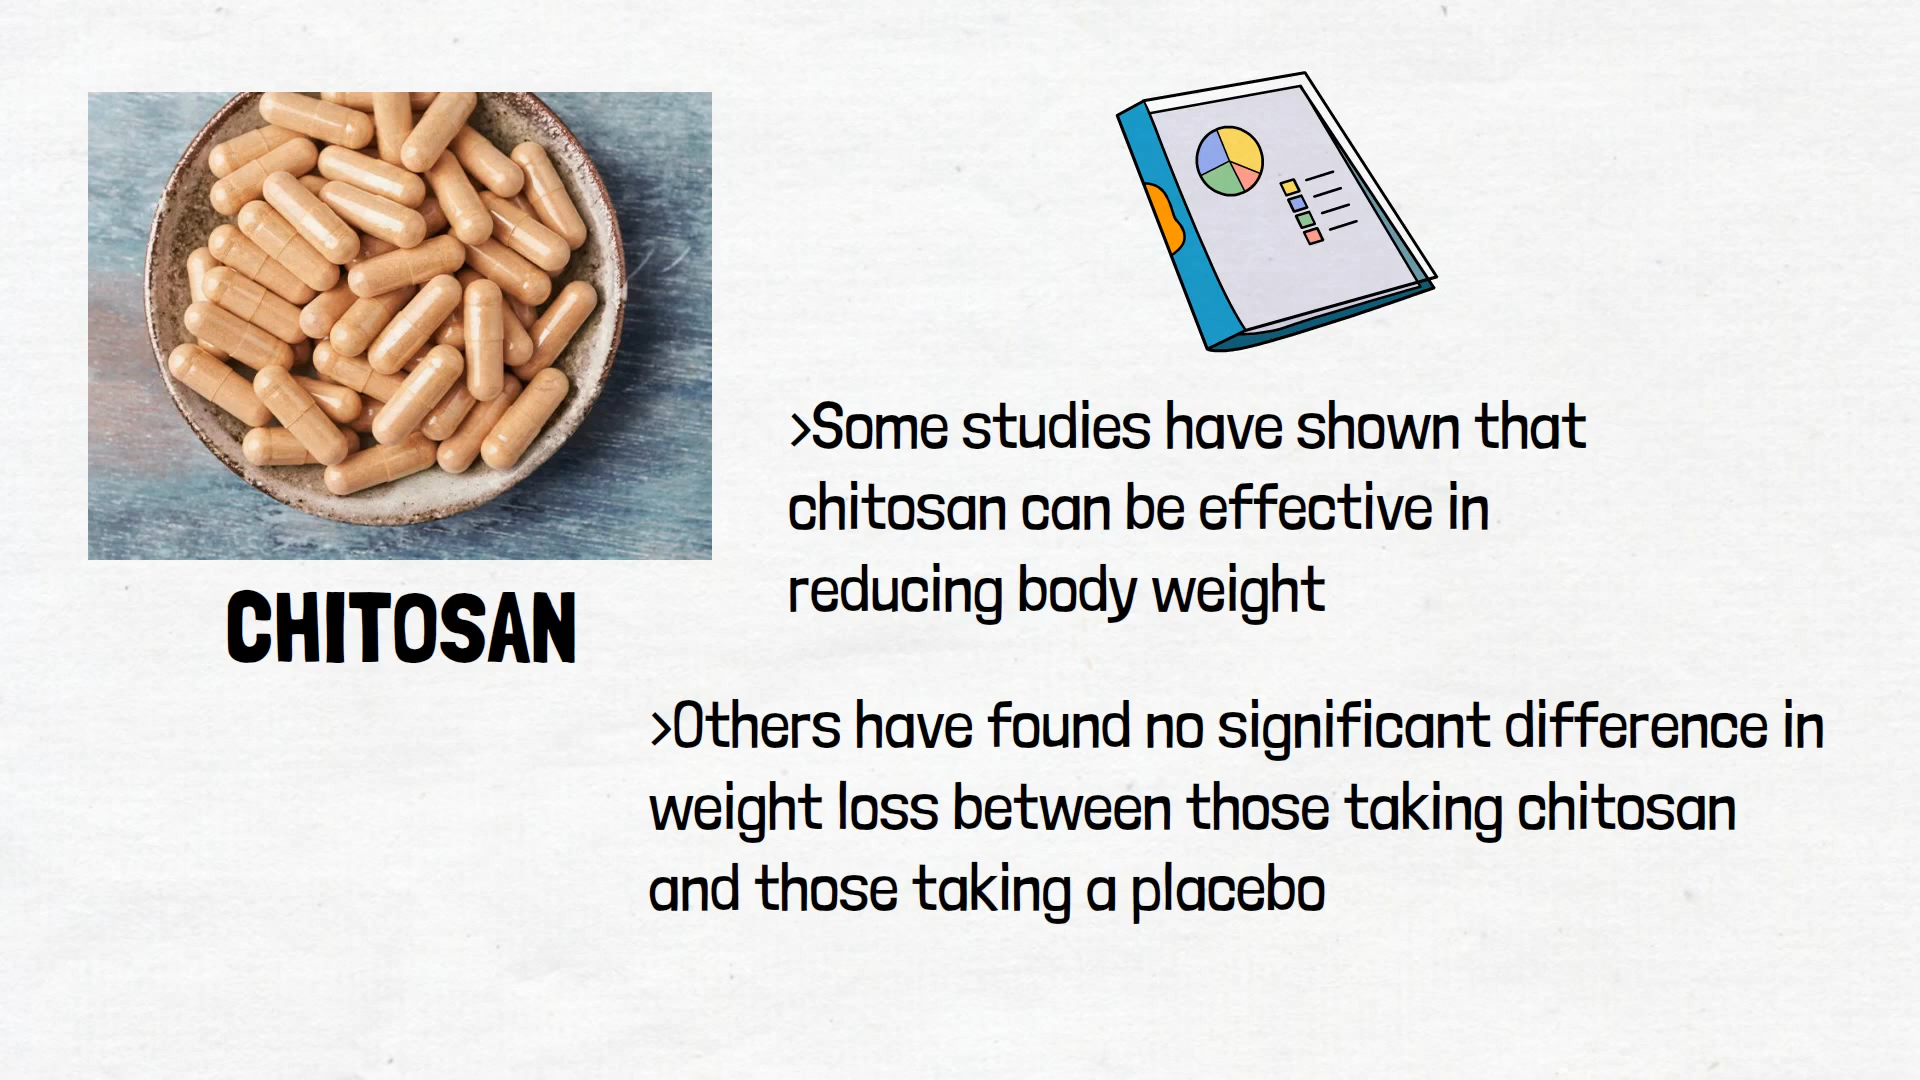 CHITOSAN
>Some studies have shown that
chitosan can be effective in
reducing body weight
>Others have found no significant difference in
weight loss between those taking chitosan
and those taking a placebo